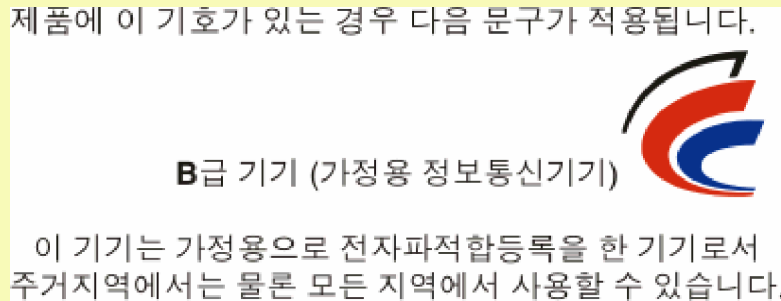 제품에 이 기호가 있는 경우 다음 문구가 적용됩니다.
B급 기기 (가정용 정보통신기기)
이 기기는 가정용으로 전자파적합등록을 한 기기로서
주거지역에서는 물론 모든 지역에서 사용할 수 있습니다.